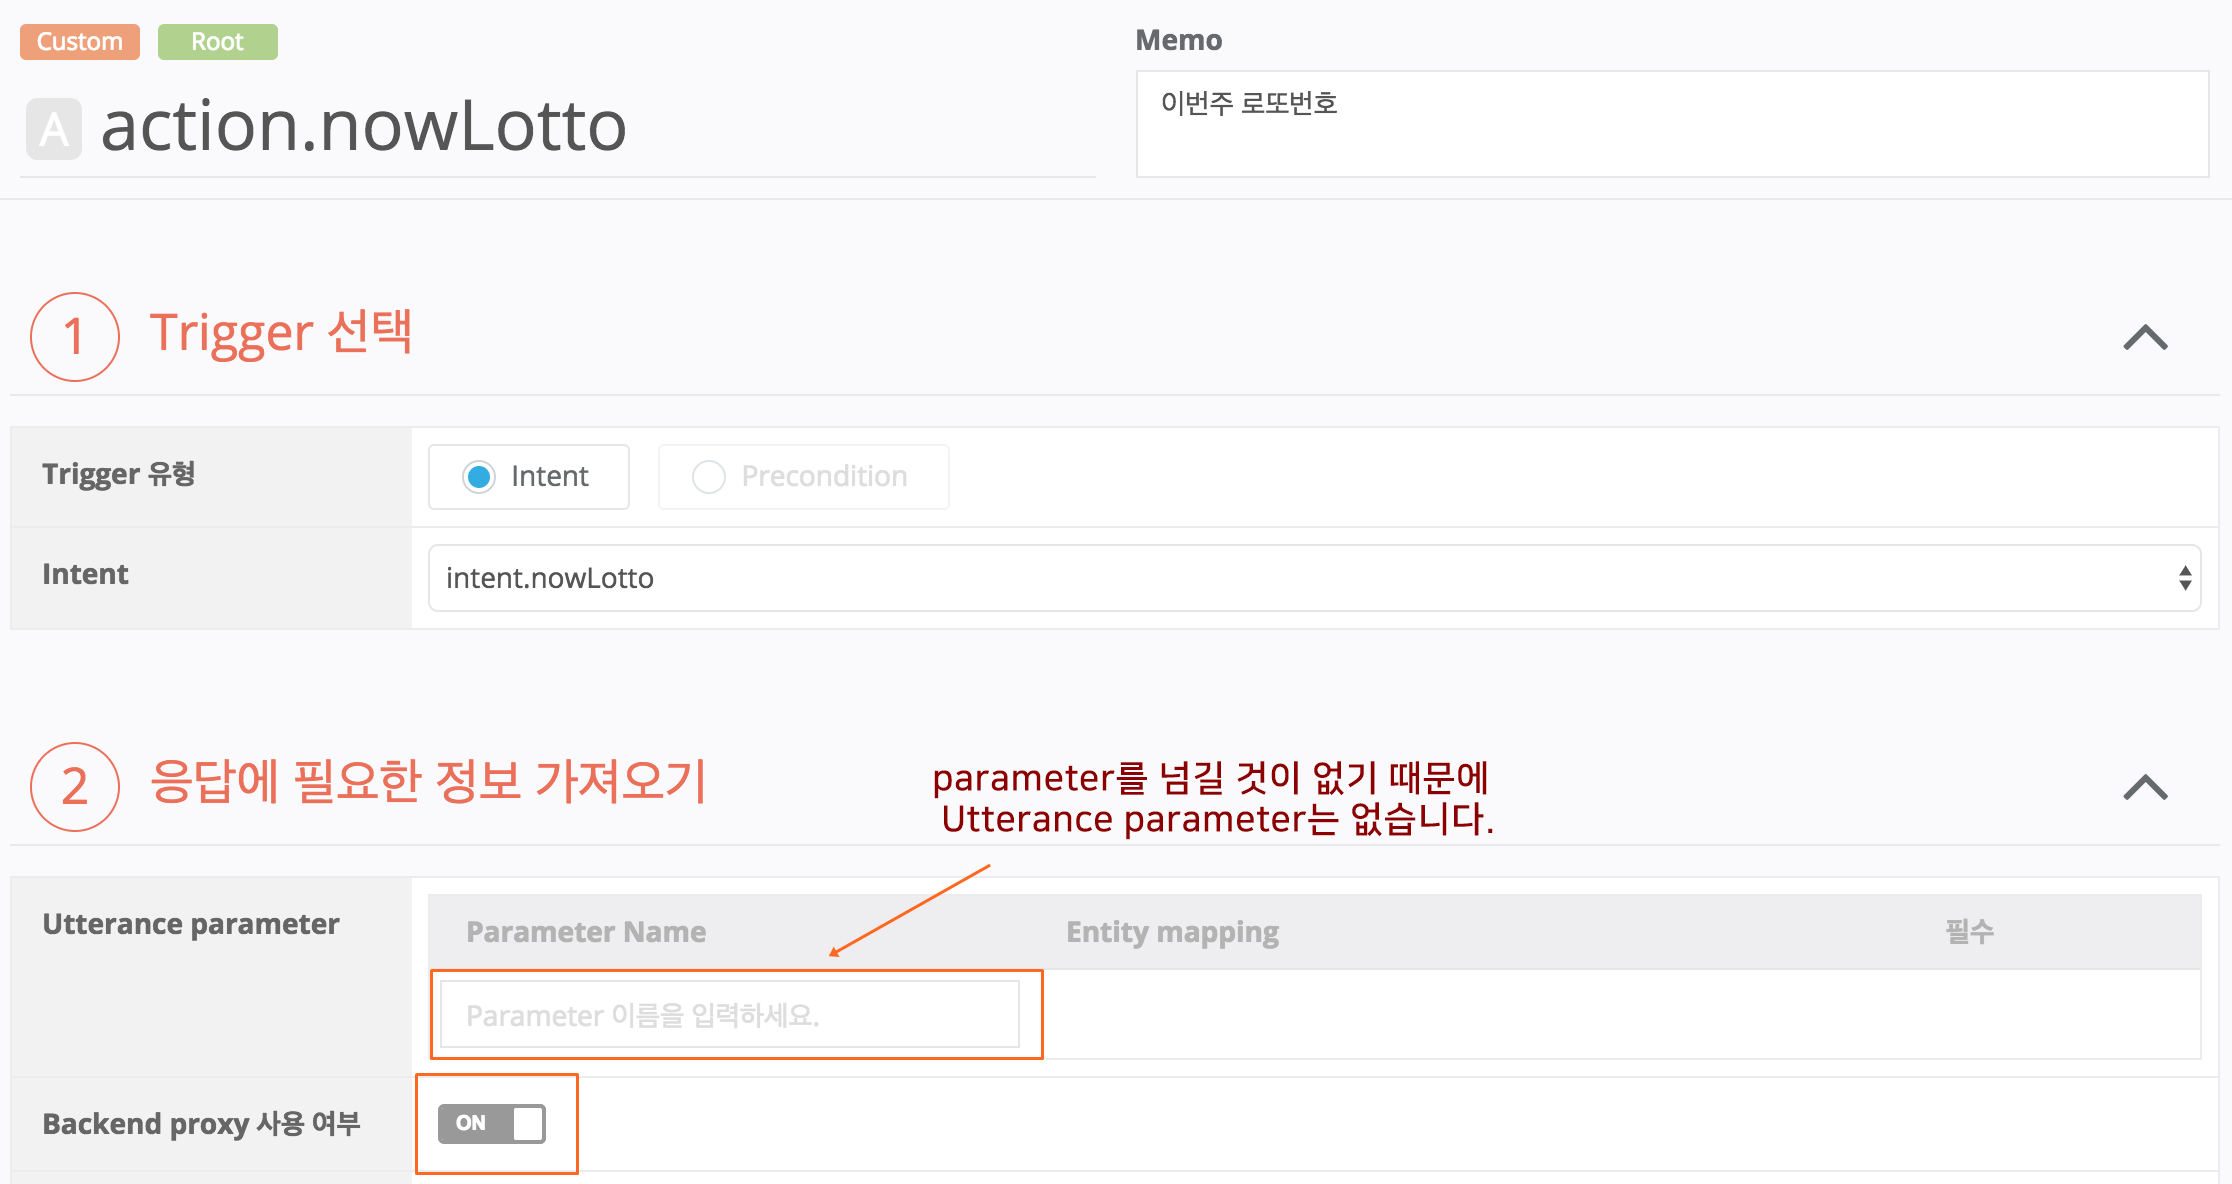 Custom Root
Memo
A action.nowLotto
이번주 로또번호
1 Trigger 선택
Trigger 유형 Intent Precondition
Intent intent.nowLotto
2 응답에 필요한 정보 가져오기
parameter를 넘길 것이 없기 때문에
Utterance parameter는 없습니다.
Utterance parameter Parameter Name Entity mapping 필수
Parameter 이름을 입력하세요.
Backend proxy 사용 여부 ON